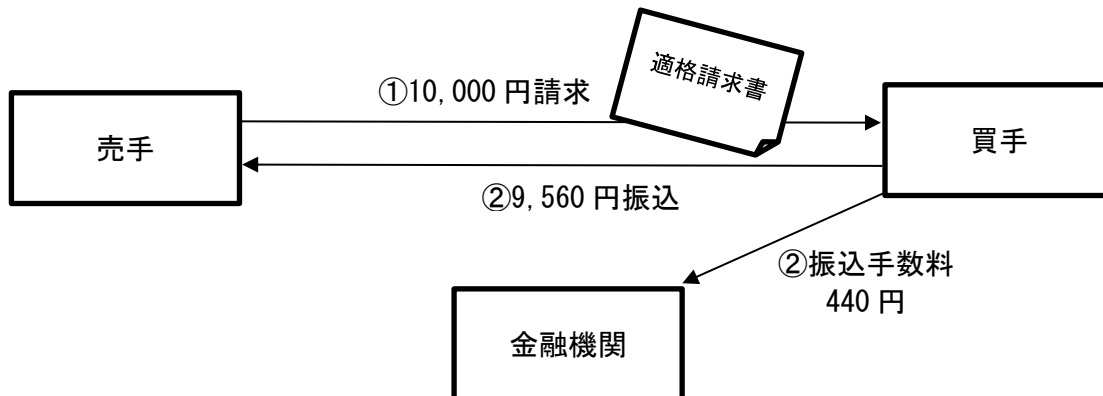 適格請求書
①10,000 円請求
売手
買手
②9,560 円振込
②振込手数料
440 円
金融機関